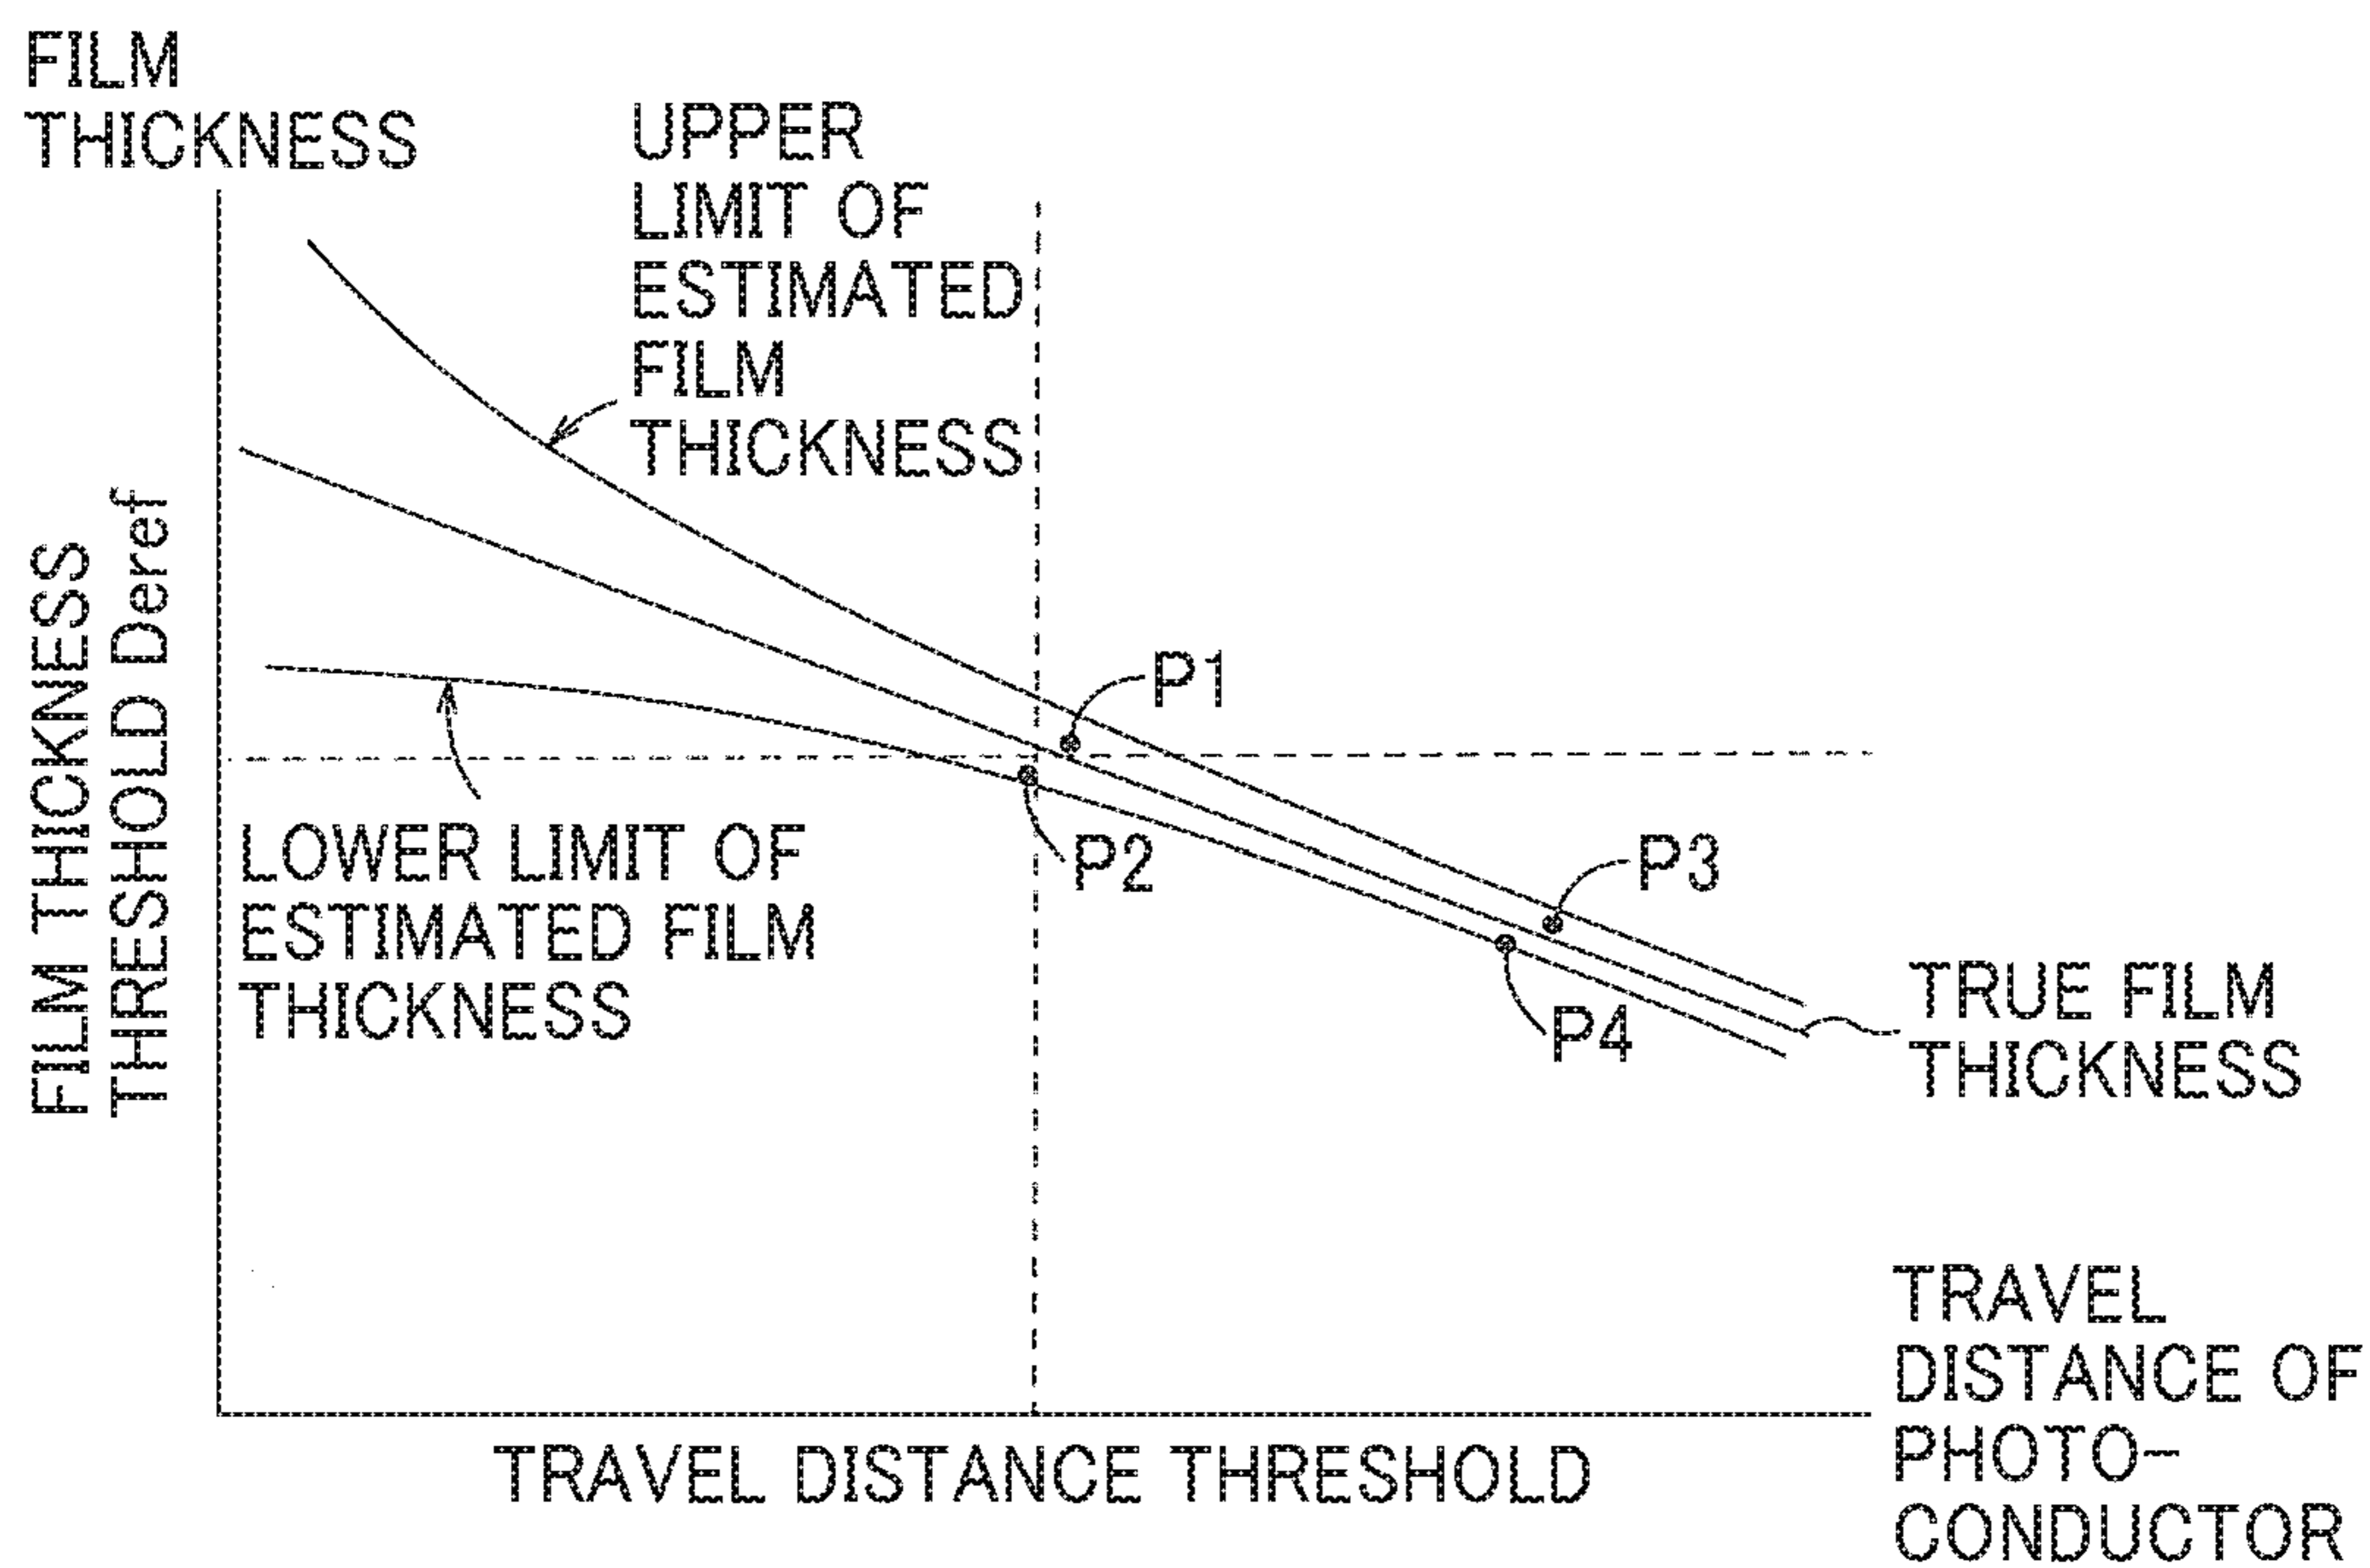 FILM
THICKNESS
UPPER
LIMIT OF
ESTIMATED
FILM
THICKNESS
FILM THICKNESS
THRESHOLD Deref
P1
P2
LOWER LIMIT OF
ESTIMATED FILM
THICKNESS
P3
P4
TRUE FILM
THICKNESS
TRAVEL DISTANCE THRESHOLD
TRAVEL
DISTANCE OF
PHOTO-
CONDUCTOR